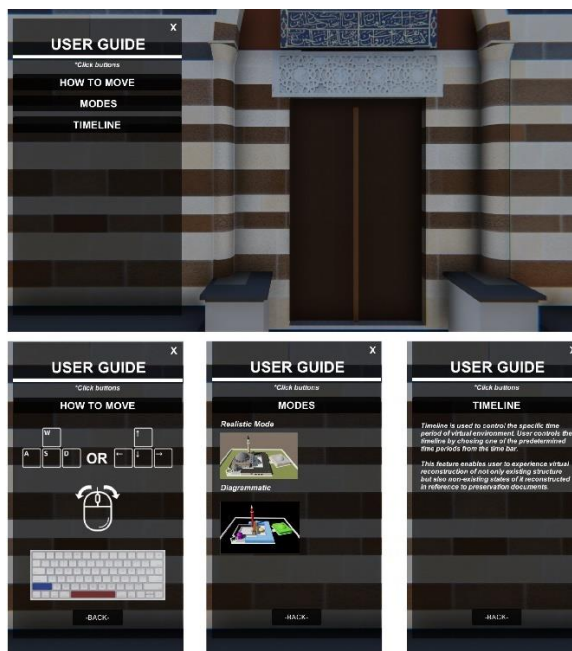 X
USER GUIDE
*Click buttons
HOW TO MOVE
MODES
TIMELINE
X
USER GUIDE
*Click buttons
HOW TO MOVE
W
A S D OR ← ↓ →
↑
-BACK-
X
USER GUIDE
*Click buttons
MODES
Realistic Mode
Diagrammatic
-BACK-
X
USER GUIDE
*Click buttons
TIMELINE
Timeline is used to control the specific time
period of virtual environment. User controls the
timeline by chosing one of the predetermined
time periods from the time bar.
This feature enables user to experience virtual
reconstruction of not only existing structure
but also non-existing states of it reconstructed
in reference to preservation documents.
-BACK-